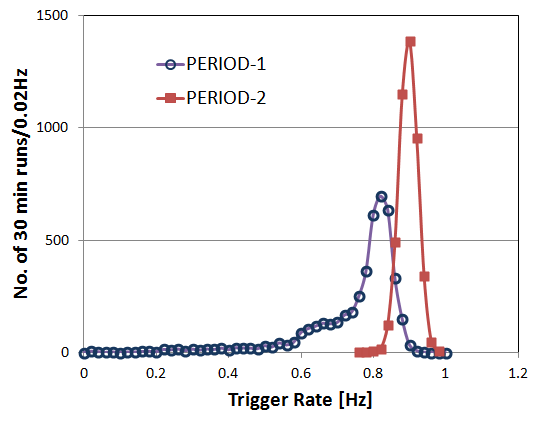 1500
1000
500
0
No. of 30 min runs/0.02Hz
PERIOD-1
PERIOD-2
0 0.2 0.4 0.6 0.8 1 1.2
Trigger Rate [Hz]